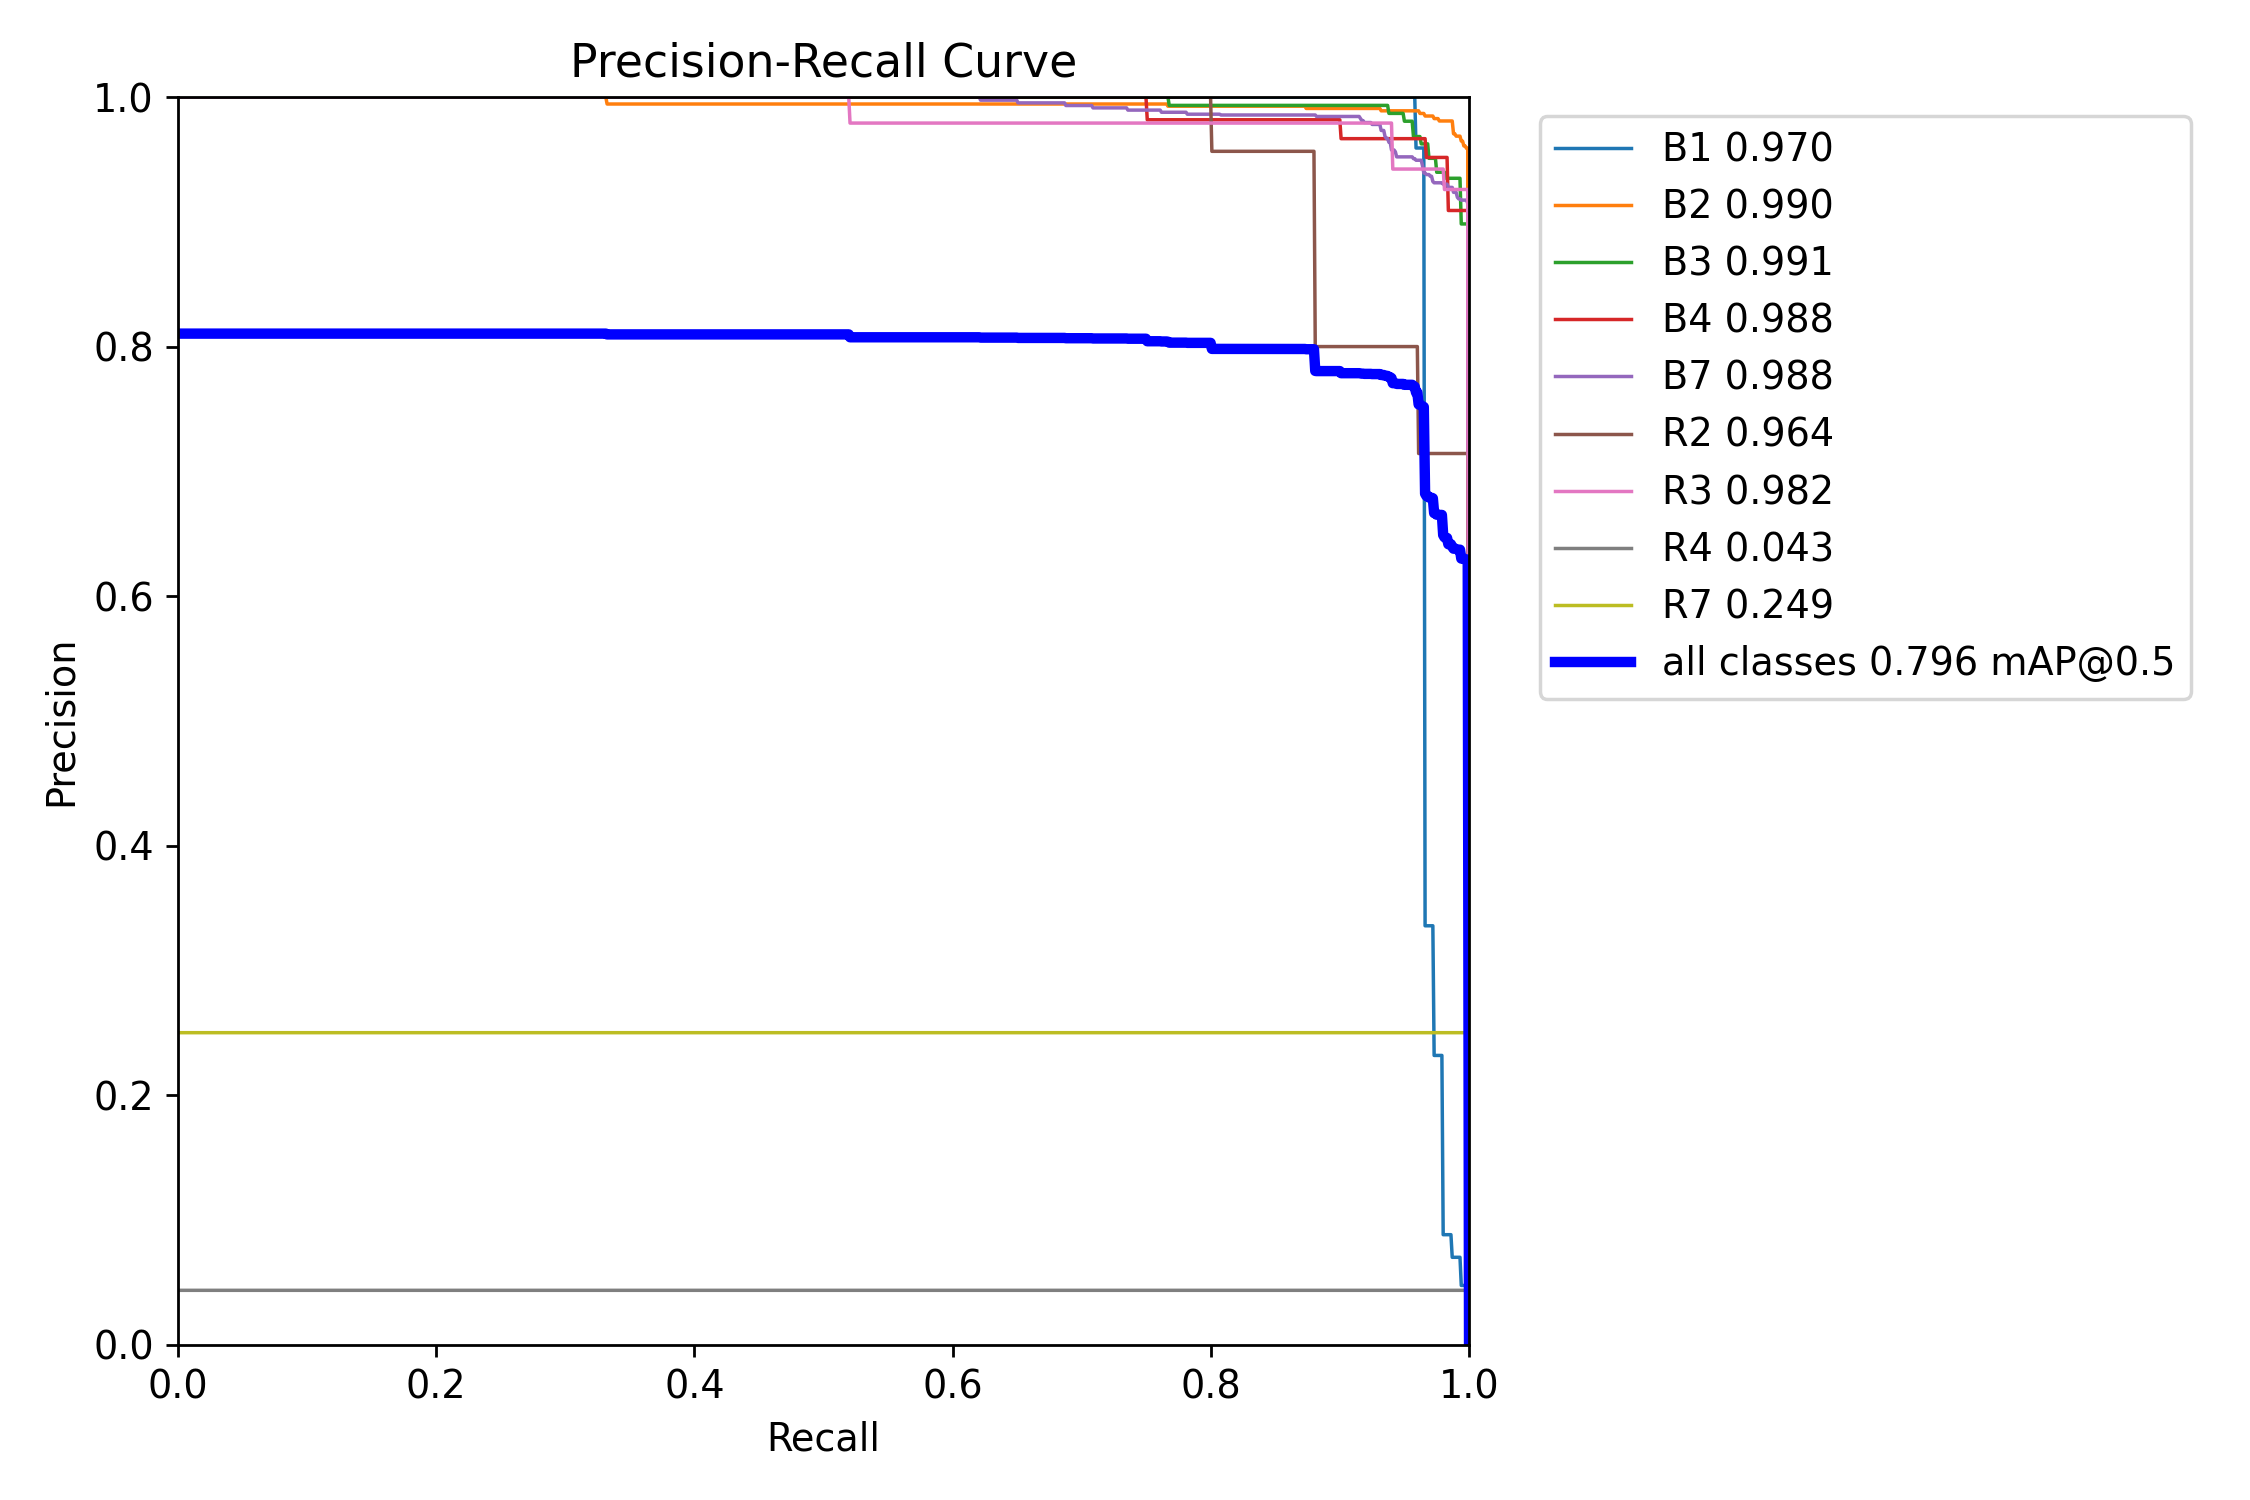 Precision-Recall Curve
1.0
0.8
0.6
0.4
0.2
0.0
Precision
0.0 0.2 0.4 0.6 0.8 1.0
Recall
B1 0.970
B2 0.990
B3 0.991
B4 0.988
B7 0.988
R2 0.964
R3 0.982
R4 0.043
R7 0.249
all classes 0.796 mAP@0.5